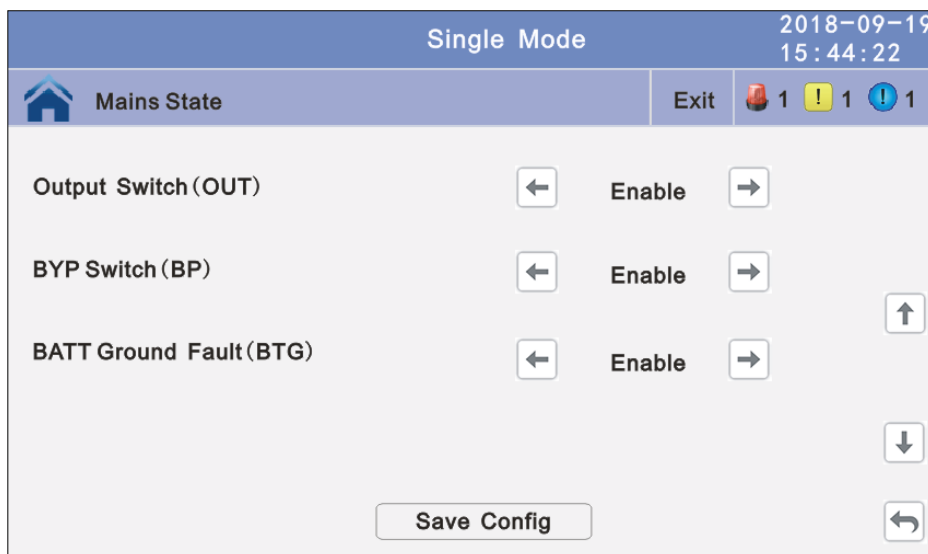 Single Mode
2018-09-19
15:44:22
Mains State
Exit
1
1
1
Output Switch(OUT)
Enable
BYP Switch(BP)
Enable
BATT Ground Fault(BTG)
Enable
Save Config